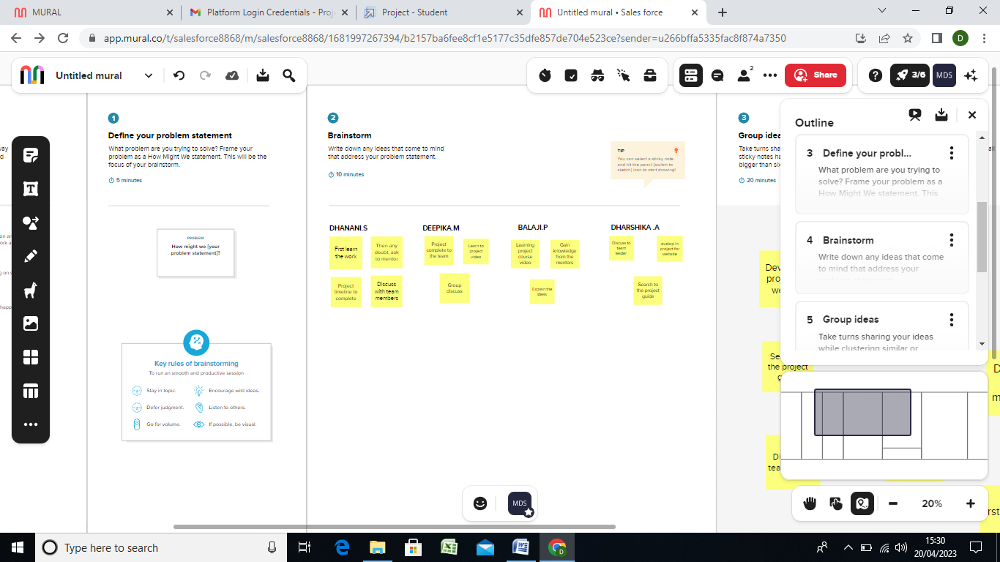 MURAL
Platform Login Credentials - Proj
Project - Student
Untitled mural • Sales force
app.mural.co/t/salesforce8868/m/salesforce8868/1681997267394/b2157ba6fee8cf1e5177c35dfe857de704e523ce?sender=u266bffa5335fac8f874a7350
D
Untitled mural
2
Share
3/6
MDS
1
Define your problem statement
What problem are you trying to solve? Frame your
problem as a How Might We statement. This will be the
focus of your brainstorm.
5 minutes
PROBLEM
How might we [your
problem statement]?
Key rules of brainstorming
To run an smooth and productive session
Stay in topic.
Encourage wild ideas.
Defer judgment.
Listen to others.
Go for volume.
If possible, be visual.
2
Brainstorm
Write down any ideas that come to mind
that address your problem statement.
10 minutes
TIP
You can select a sticky note
and hit the pencil [switch to
sketch] icon to start drawing!
DHANANI.S
Frst learn
the work
Then any
doubt, ask
to mentor
Project
timeline to
complete
Discuss
with team
members
DEEPIKA.M
Project
complete to
the team
Learn to
project
video
Group
discuss
BALAJI.P
Learning
project
course
video
Gain
knowledge
from the
mentors
Explain the
ideas
DHARSHIKA .A
Discuss to
team
leader
evelop in
project for
website
Search to
the project
guide
3
Group idea
Take turns sha
sticky notes ha
bigger than six
20 minutes
Dev
pro
we
Se
the project
g
Di
tea
D
m
rst
Outline
3 Define your probl...
What problem are you trying to
solve? Frame your problem as a
How Might We statement. This
4 Brainstorm
Write down any ideas that come
to mind that address your
problem statement.
5 Group ideas
Take turns sharing your ideas
while clustering similar or
MDS
20%
Type here to search
15:30
20/04/2023